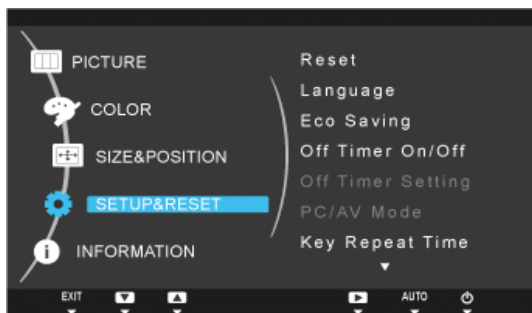 PICTURE
COLOR
SIZE&POSITION
SETUP&RESET
INFORMATION
Reset
Language
Eco Saving
Off Timer On/Off
Off Timer Setting
PC/AV Mode
Key Repeat Time
EXIT
AUTO